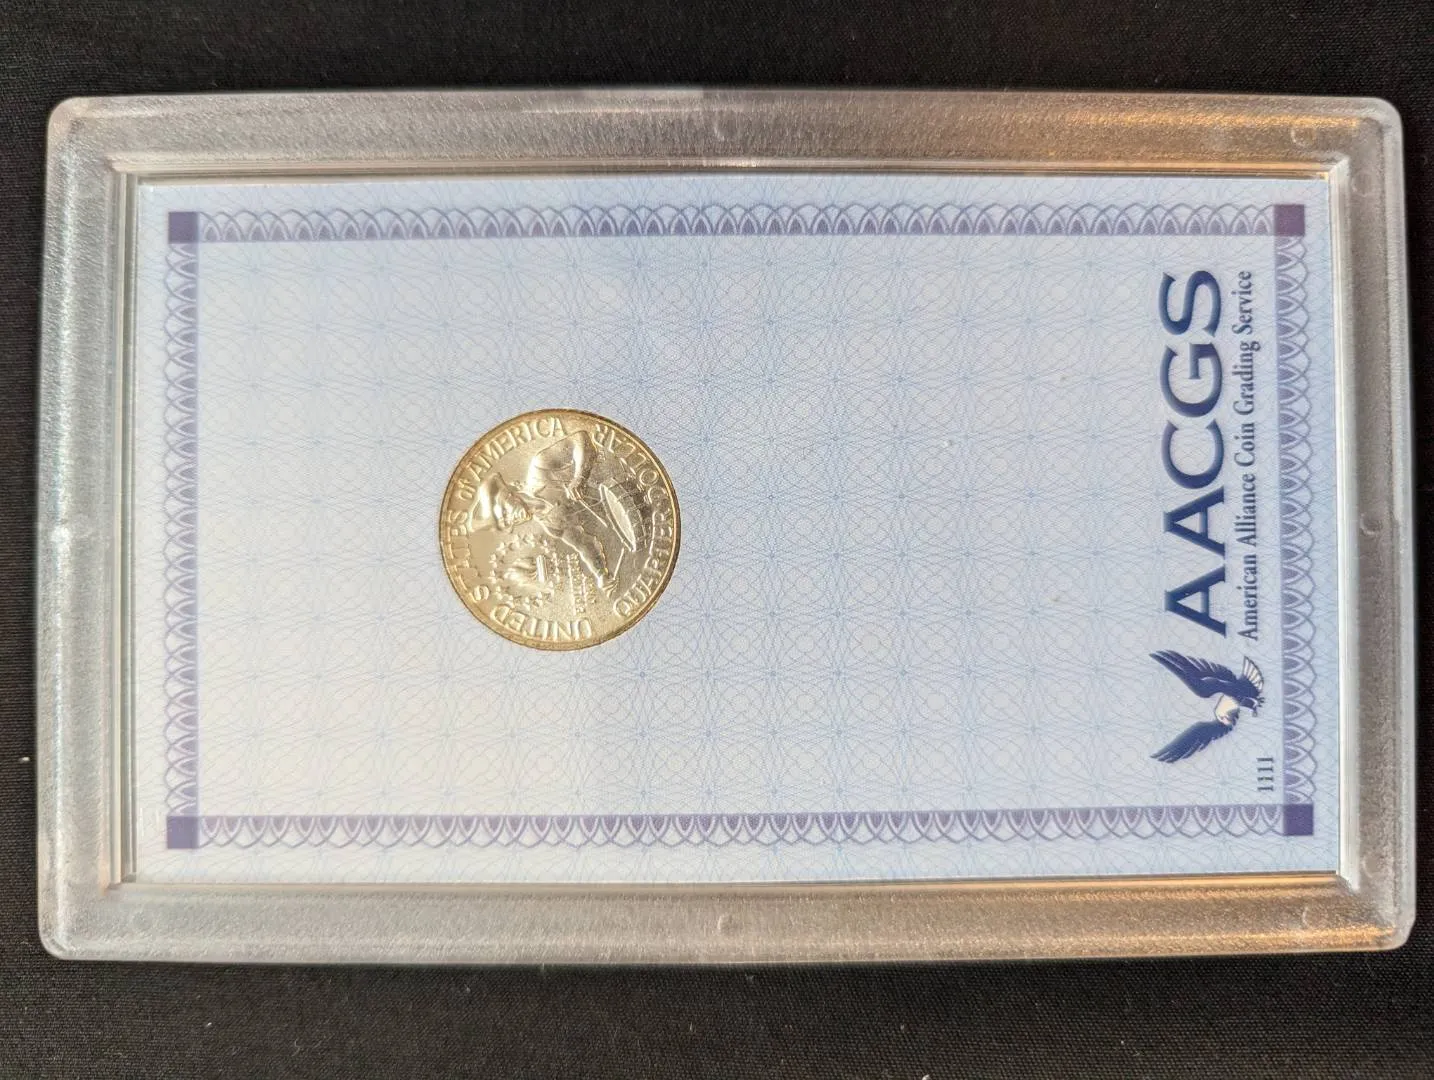 AACGS
American Alliance Coin Grading Service
1111
UNITED STATES of AMERICA
QUARTER DOLLAR